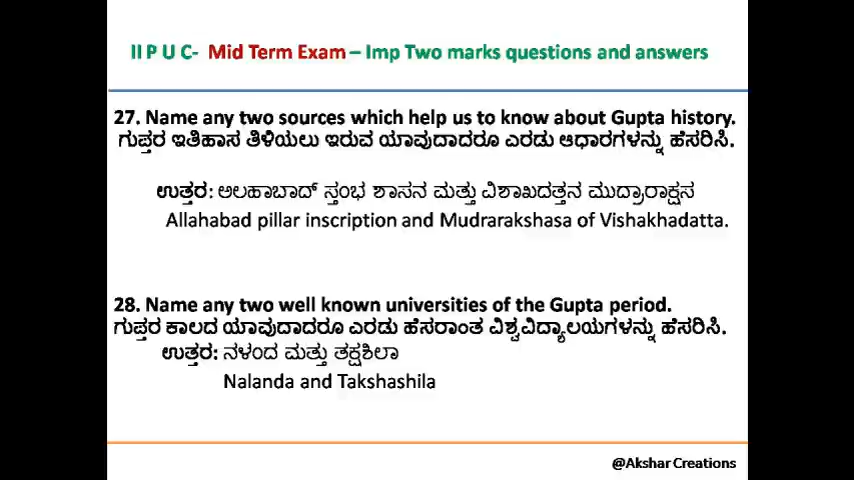 II P U C- Mid Term Exam – Imp Two marks questions and answers
27. Name any two sources which help us to know about Gupta history.
ಗುಪ್ತರ ಇತಿಹಾಸ ತಿಳಿಯಲು ಇರುವ ಯಾವುದಾದರೂ ಎರಡು ಆಧಾರಗಳನ್ನು ಹೆಸರಿಸಿ.
ಉತ್ತರ: ಅಲಹಾಬಾದ್ ಸ್ತಂಭ ಶಾಸನ ಮತ್ತು ವಿಶಾಖದತ್ತನ ಮುದ್ರಾರಾಕ್ಷಸ
Allahabad pillar inscription and Mudrarakshasa of Vishakhadatta.
28. Name any two well known universities of the Gupta period.
ಗುಪ್ತರ ಕಾಲದ ಯಾವುದಾದರೂ ಎರಡು ಹೆಸರಾಂತ ವಿಶ್ವವಿದ್ಯಾಲಯಗಳನ್ನು ಹೆಸರಿಸಿ.
ಉತ್ತರ: ನಳಂದ ಮತ್ತು ತಕ್ಷಶಿಲಾ
Nalanda and Takshashila
@Akshar Creations